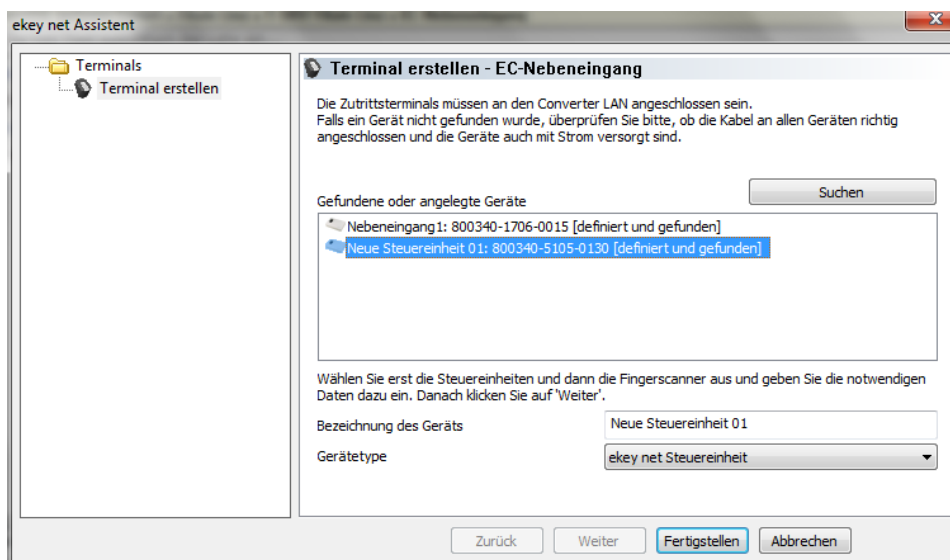 ekey net Assistent
Terminals
Terminal erstellen
Terminal erstellen - EC-Nebeneingang
Die Zutrittsterminals müssen an den Converter LAN angeschlossen sein.
Falls ein Gerät nicht gefunden wurde, überprüfen Sie bitte, ob die Kabel an allen Geräten richtig
angeschlossen und die Geräte auch mit Strom versorgt sind.
Suchen
Gefundene oder angelegte Geräte
Nebeneingang1: 800340-1706-0015 [definiert und gefunden]
Neue Steuereinheit 01: 800340-5105-0130 [definiert und gefunden]
Wählen Sie erst die Steuereinheiten und dann die Fingerscanner aus und geben Sie die notwendigen
Daten dazu ein. Danach klicken Sie auf 'Weiter'.
Bezeichnung des Geräts
Neue Steuereinheit 01
Gerätetype
ekey net Steuereinheit
Zurück
Weiter
Fertigstellen
Abbrechen